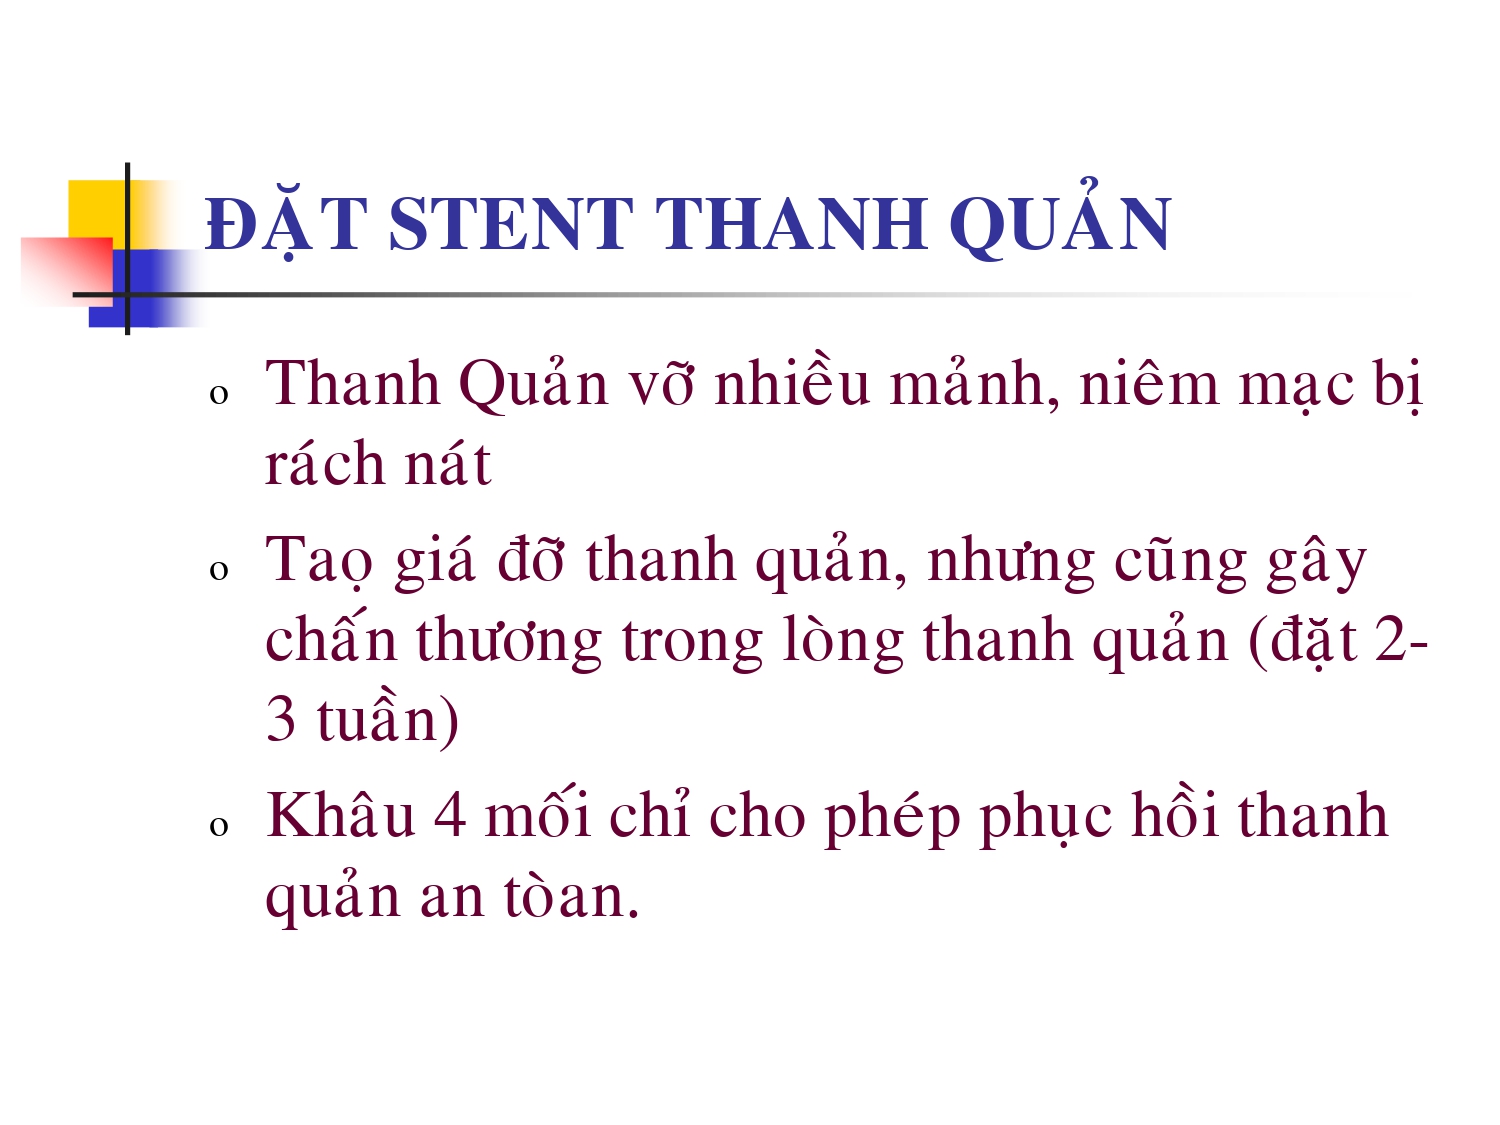 ĐẶT STENT THANH QUẢN
o Thanh Quản vỡ nhiều mảnh, niêm mạc bị
rách nát
o Taọ giá đỡ thanh quản, nhưng cũng gây
chấn thương trong lòng thanh quản (đặt 2-
3 tuần)
o Khâu 4 mối chỉ cho phép phục hồi thanh
quản an tòan.